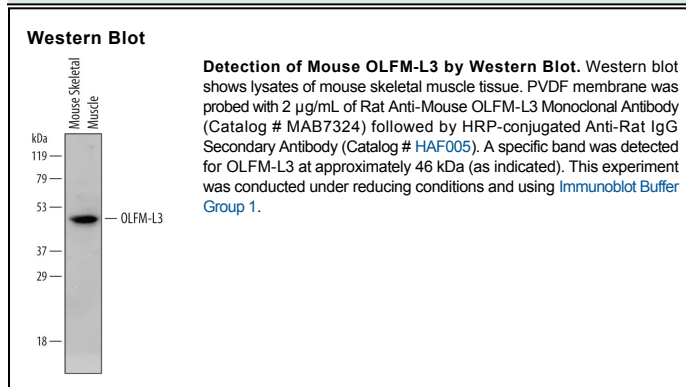 Western Blot
Mouse Skeletal
Muscle
kDa
119
79
53
37
29
18
OLFM-L3
Detection of Mouse OLFM-L3 by Western Blot. Western blot
shows lysates of mouse skeletal muscle tissue. PVDF membrane was
probed with 2 µg/mL of Rat Anti-Mouse OLFM-L3 Monoclonal Antibody
(Catalog # MAB7324) followed by HRP-conjugated Anti-Rat IgG
Secondary Antibody (Catalog # HAF005). A specific band was detected
for OLFM-L3 at approximately 46 kDa (as indicated). This experiment
was conducted under reducing conditions and using Immunoblot Buffer
Group 1.